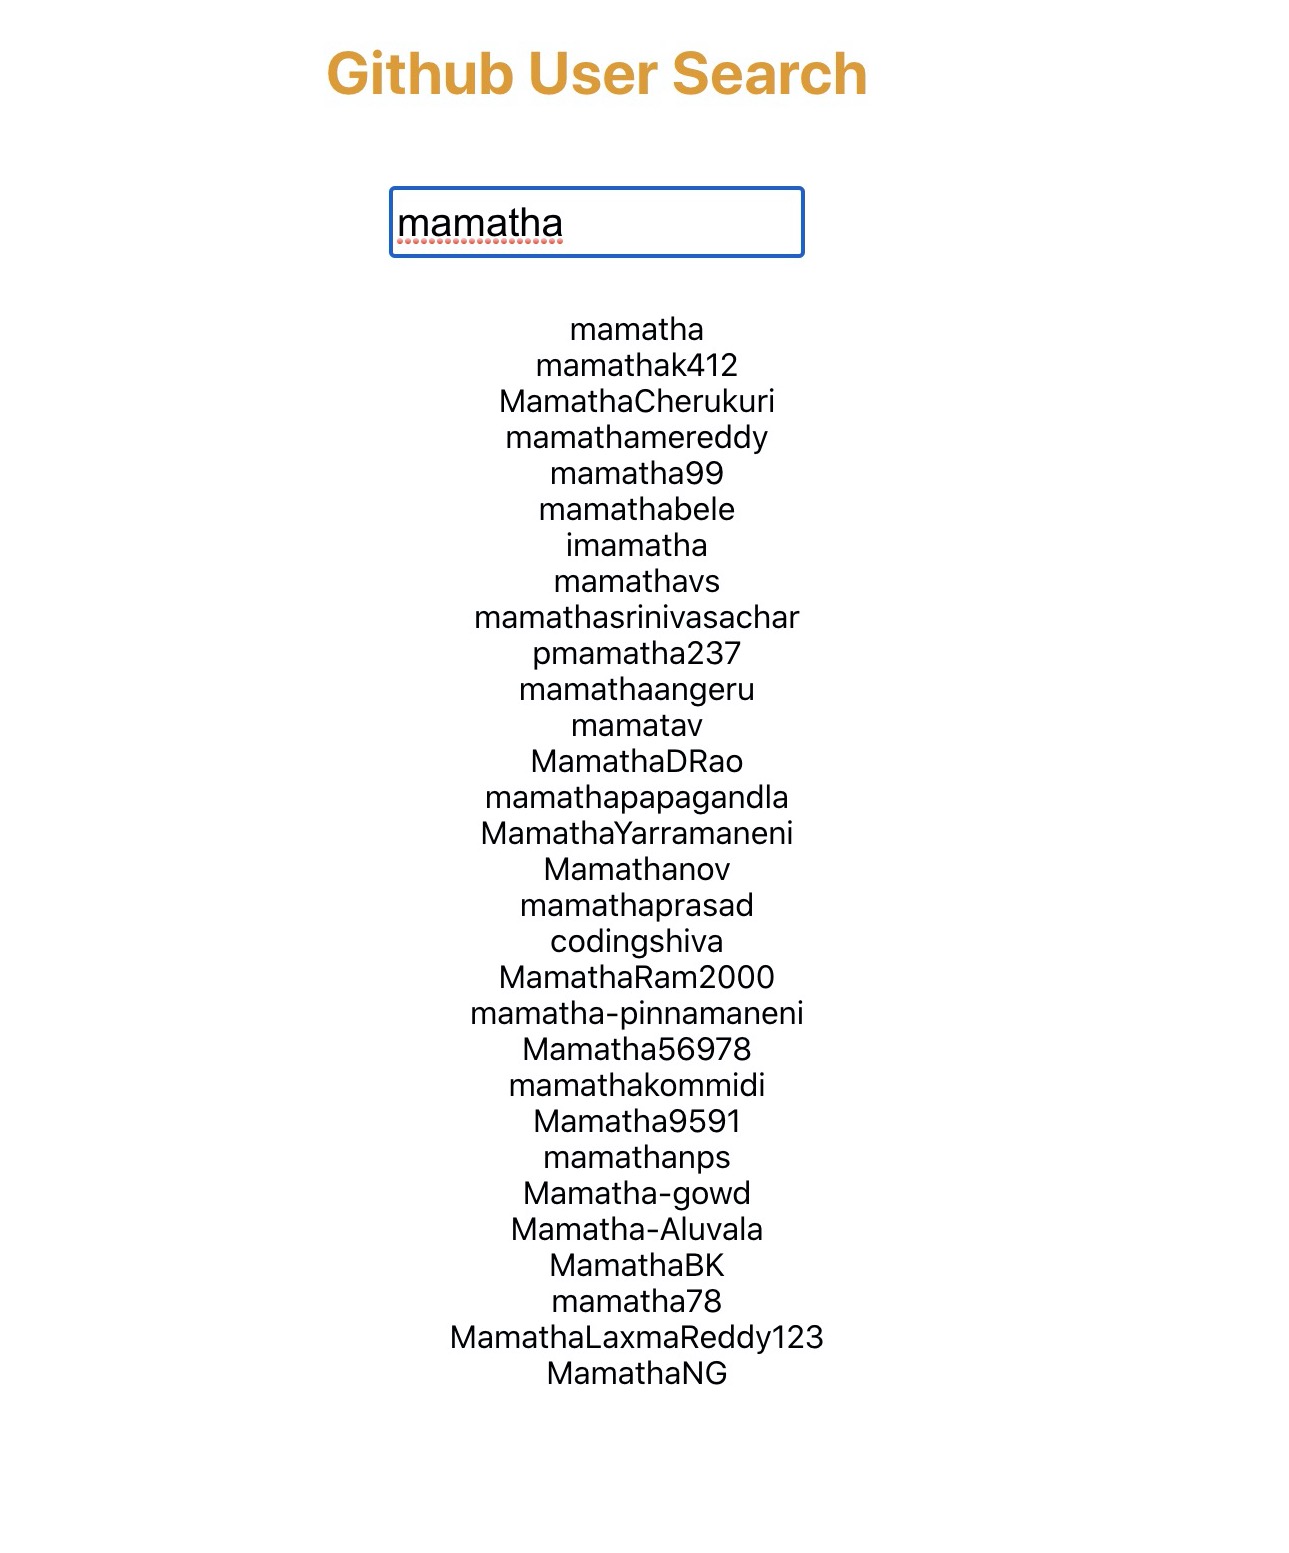 Github User Search
mamatha
mamatha
mamathak412
MamathaCherukuri
mamathamereddy
mamatha99
mamathabele
imamatha
mamathavs
mamathasrinivasachar
pmamatha237
mamathaangeru
mamatav
MamathaDRao
mamathapapagandla
MamathaYarramaneni
Mamathanov
mamathaprasad
codingshiva
MamathaRam2000
mamatha-pinnamaneni
Mamatha56978
mamathakommidi
Mamatha9591
mamathanps
Mamatha-gowd
Mamatha-Aluvala
MamathaBK
mamatha78
MamathaLaxmaReddy123
MamathaNG